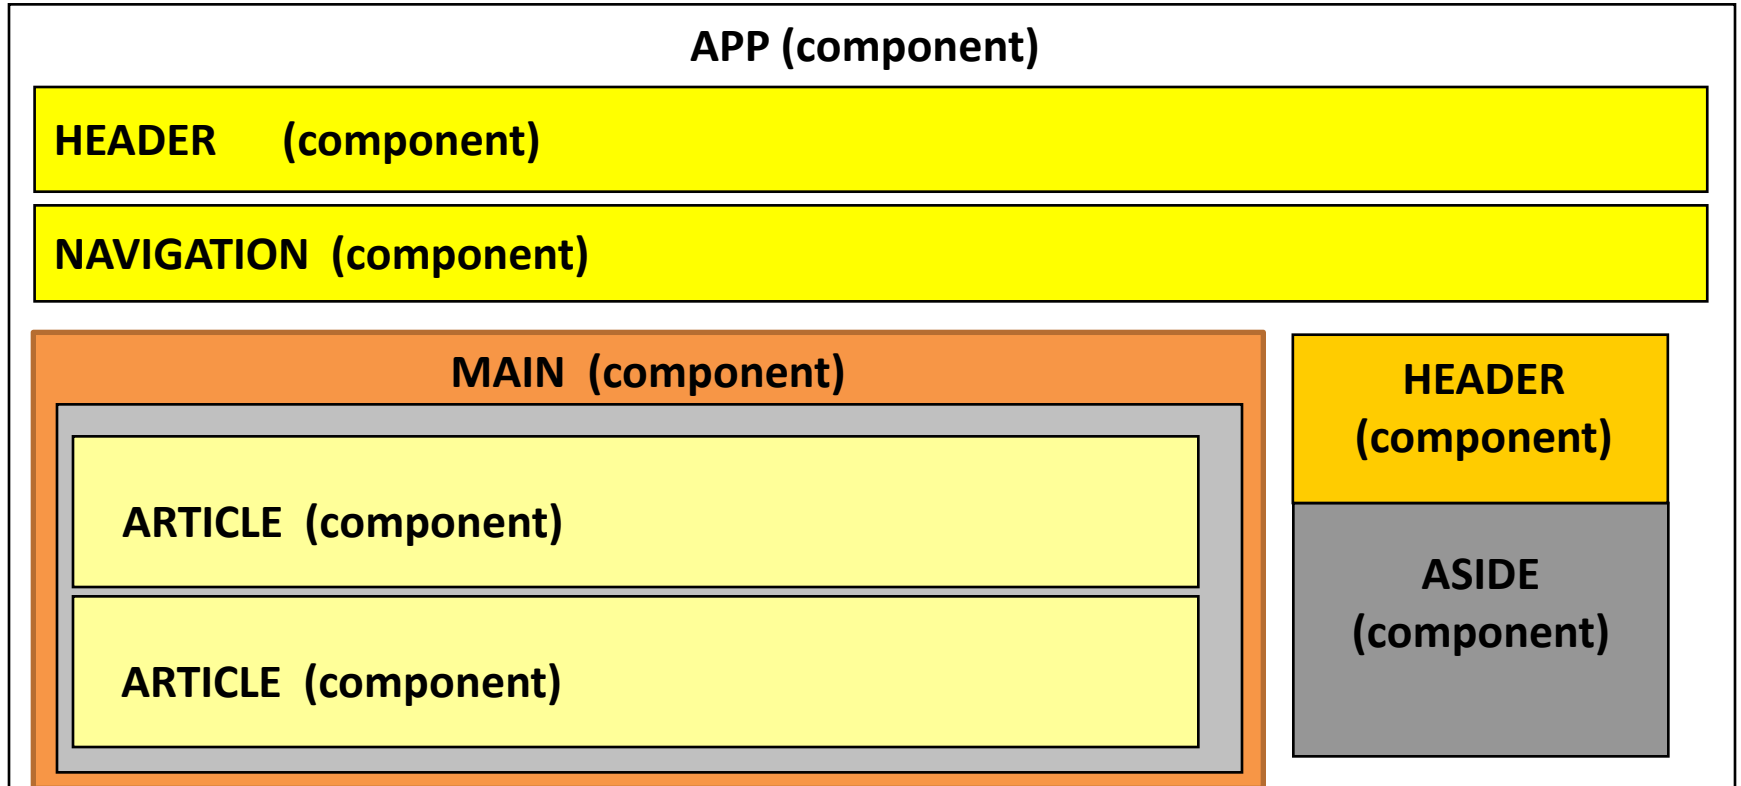 APP (component)
HEADER (component)
NAVIGATION (component)
MAIN (component)
ARTICLE (component)
ARTICLE (component)
HEADER
(component)
ASIDE
(component)